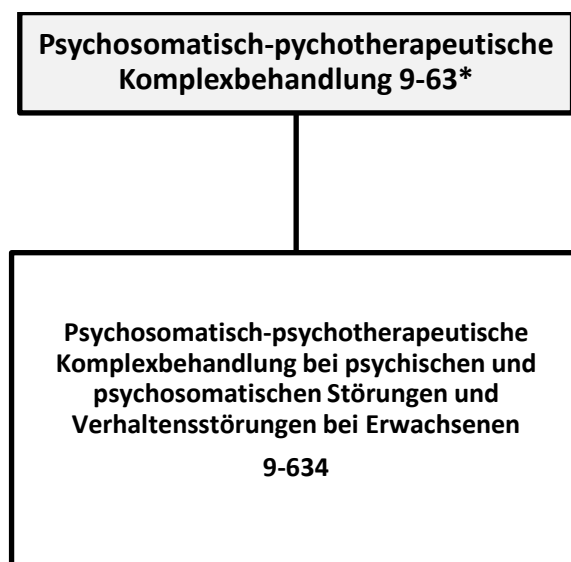 Psychosomatisch-pychotherapeutische
Komplexbehandlung 9-63*
Psychosomatisch-psychotherapeutische
Komplexbehandlung bei psychischen und
psychosomatischen Störungen und
Verhaltensstörungen bei Erwachsenen
9-634